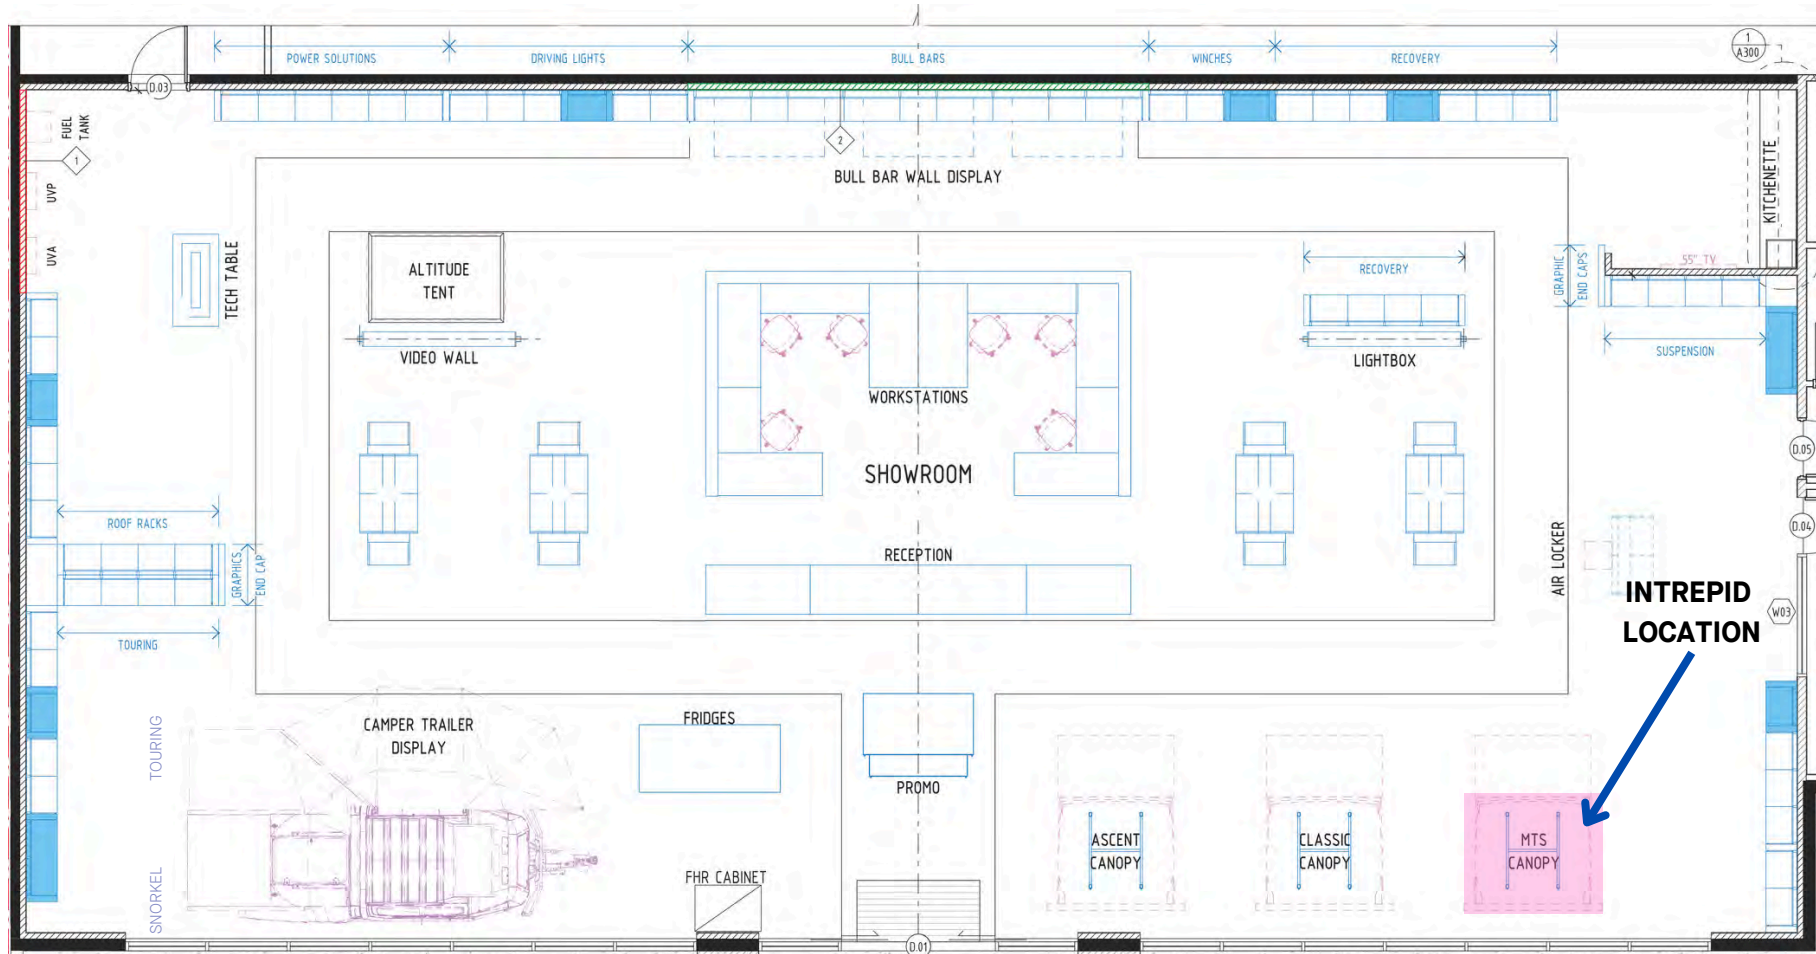 POWER SOLUTIONS
DRIVING LIGHTS
BULL BARS
WINCHES
RECOVERY
1
A300
D.03
FUEL
TANK
1
UVP
UVA
2
BULL BAR WALL DISPLAY
KITCHENETTE
TECH TABLE
ALTITUDE
TENT
VIDEO WALL
RECOVERY
LIGHTBOX
GRAPHIC
END CAPS
55" TV
SUSPENSION
WORKSTATIONS
SHOWROOM
RECEPTION
D.05
D.04
AIR LOCKER
ROOF RACKS
GRAPHICS
END CAP
TOURING
INTREPID
LOCATION
W03
TOURING
SNORKEL
CAMPER TRAILER
DISPLAY
FRIDGES
PROMO
FHR CABINET
ASCENT
CANOPY
CLASSIC
CANOPY
MTS
CANOPY
D.01